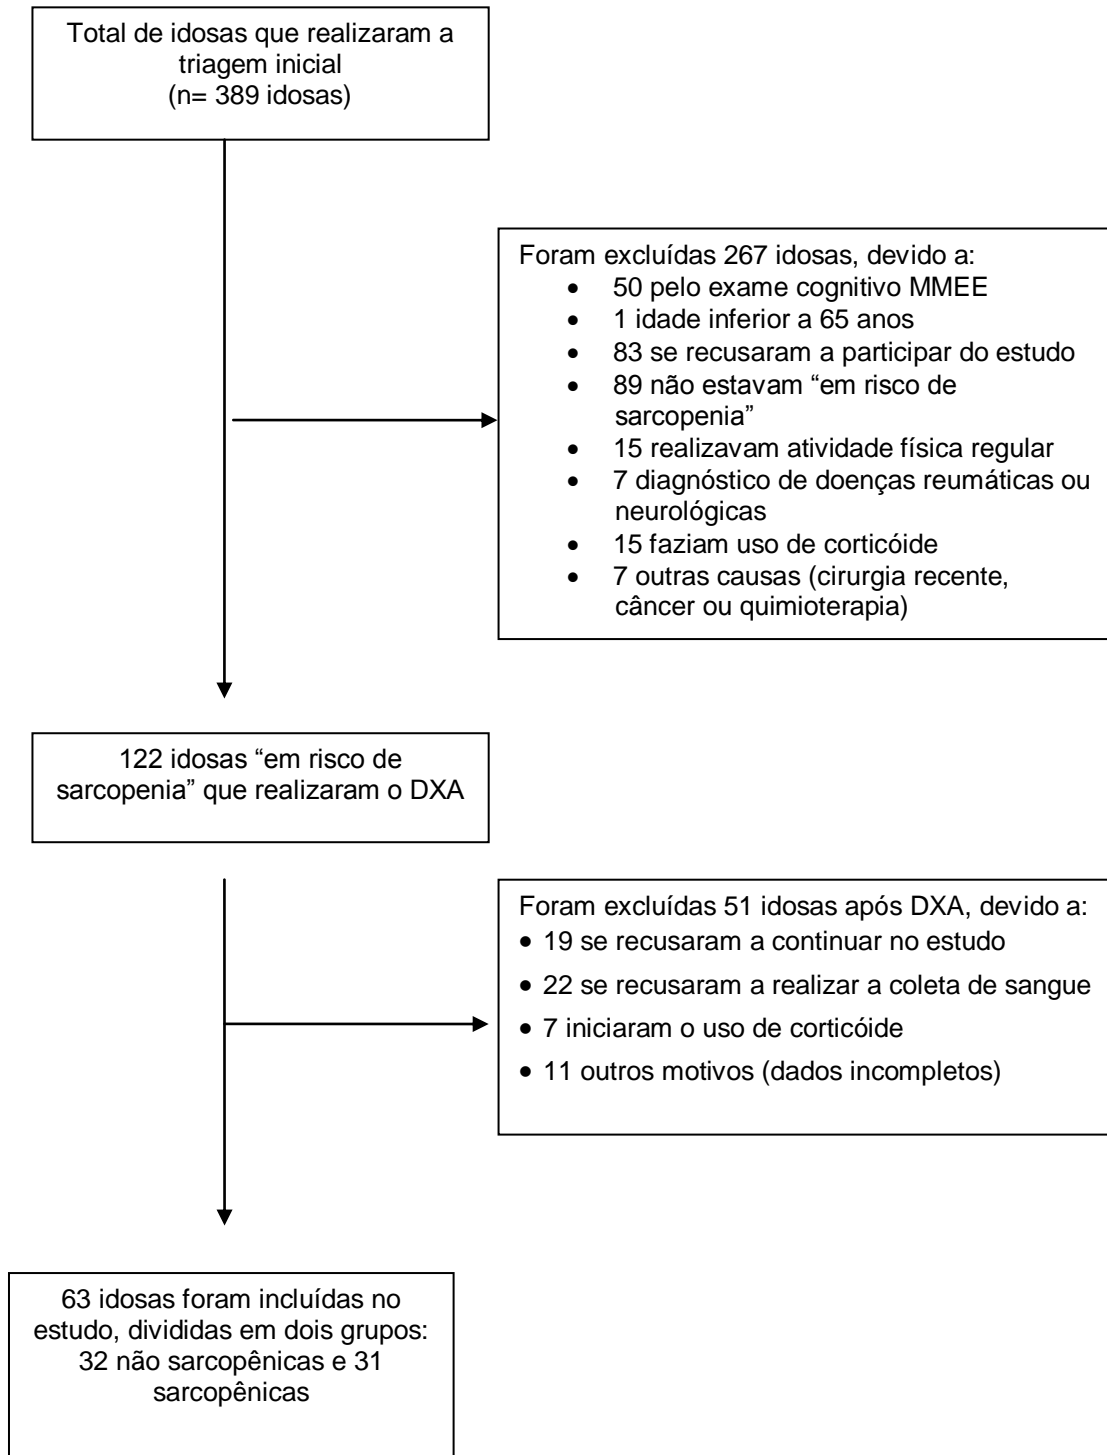 Total de idosas que realizaram a
triagem inicial
(n= 389 idosas)
Foram excluídas 267 idosas, devido a:
• 50 pelo exame cognitivo MMEE
• 1 idade inferior a 65 anos
• 83 se recusaram a participar do estudo
• 89 não estavam “em risco de
sarcopenia”
• 15 realizavam atividade física regular
• 7 diagnóstico de doenças reumáticas ou
neurológicas
• 15 faziam uso de corticóide
• 7 outras causas (cirurgia recente,
câncer ou quimioterapia)
122 idosas “em risco de
sarcopenia” que realizaram o DXA
Foram excluídas 51 idosas após DXA, devido a:
• 19 se recusaram a continuar no estudo
• 22 se recusaram a realizar a coleta de sangue
• 7 iniciaram o uso de corticóide
• 11 outros motivos (dados incompletos)
63 idosas foram incluídas no
estudo, divididas em dois grupos:
32 não sarcopênicas e 31
sarcopênicas